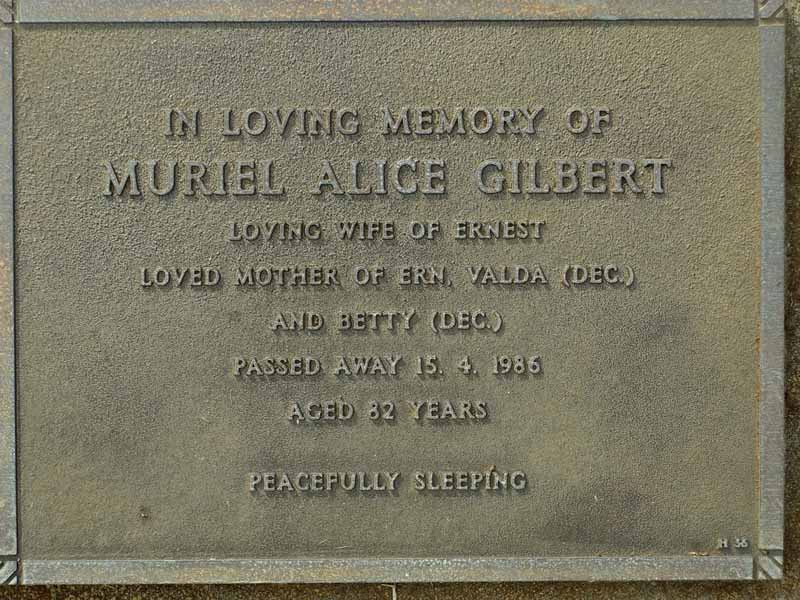 IN LOVING MEMORY OF
MURIEL ALICE GILBERT
LOVING WIFE OF ERNEST
LOVED MOTHER OF ERN, VALDA (DEC.)
AND BETTY (DEC.)
PASSED AWAY 15. 4. 1986
AGED 82 YEARS
PEACEFULLY SLEEPING
H 56